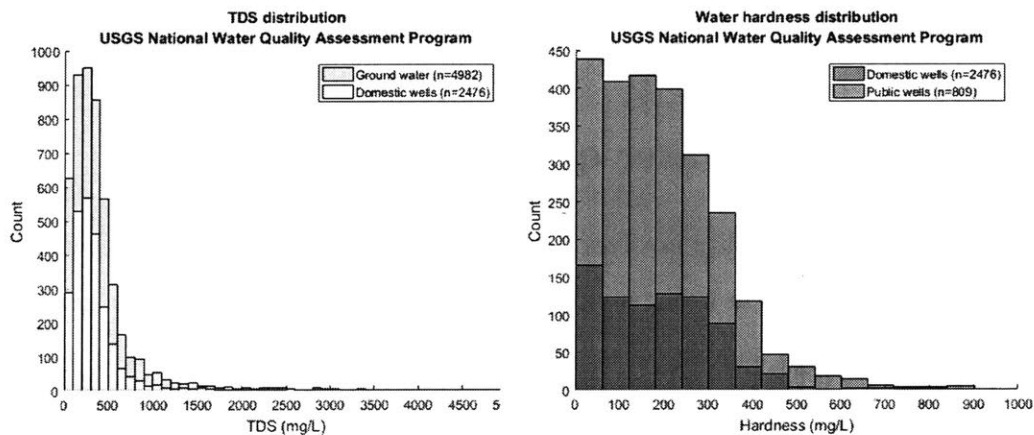 TDS distribution
USGS National Water Quality Assessment Program
1000
900
800
700
600
500
400
300
200
100
0
Count
Ground water (n=4982)
Domestic wells (n=2476)
0 500 1000 1500 2000 2500 3000 3500 4000 4500 5
TDS (mg/L)
Water hardness distribution
USGS National Water Quality Assessment Program
450
400
350
300
250
200
150
100
50
0
Count
Domestic wells (n=2476)
Public wells (n=809)
0 100 200 300 400 500 600 700 800 900 1000
Hardness (mg/L)